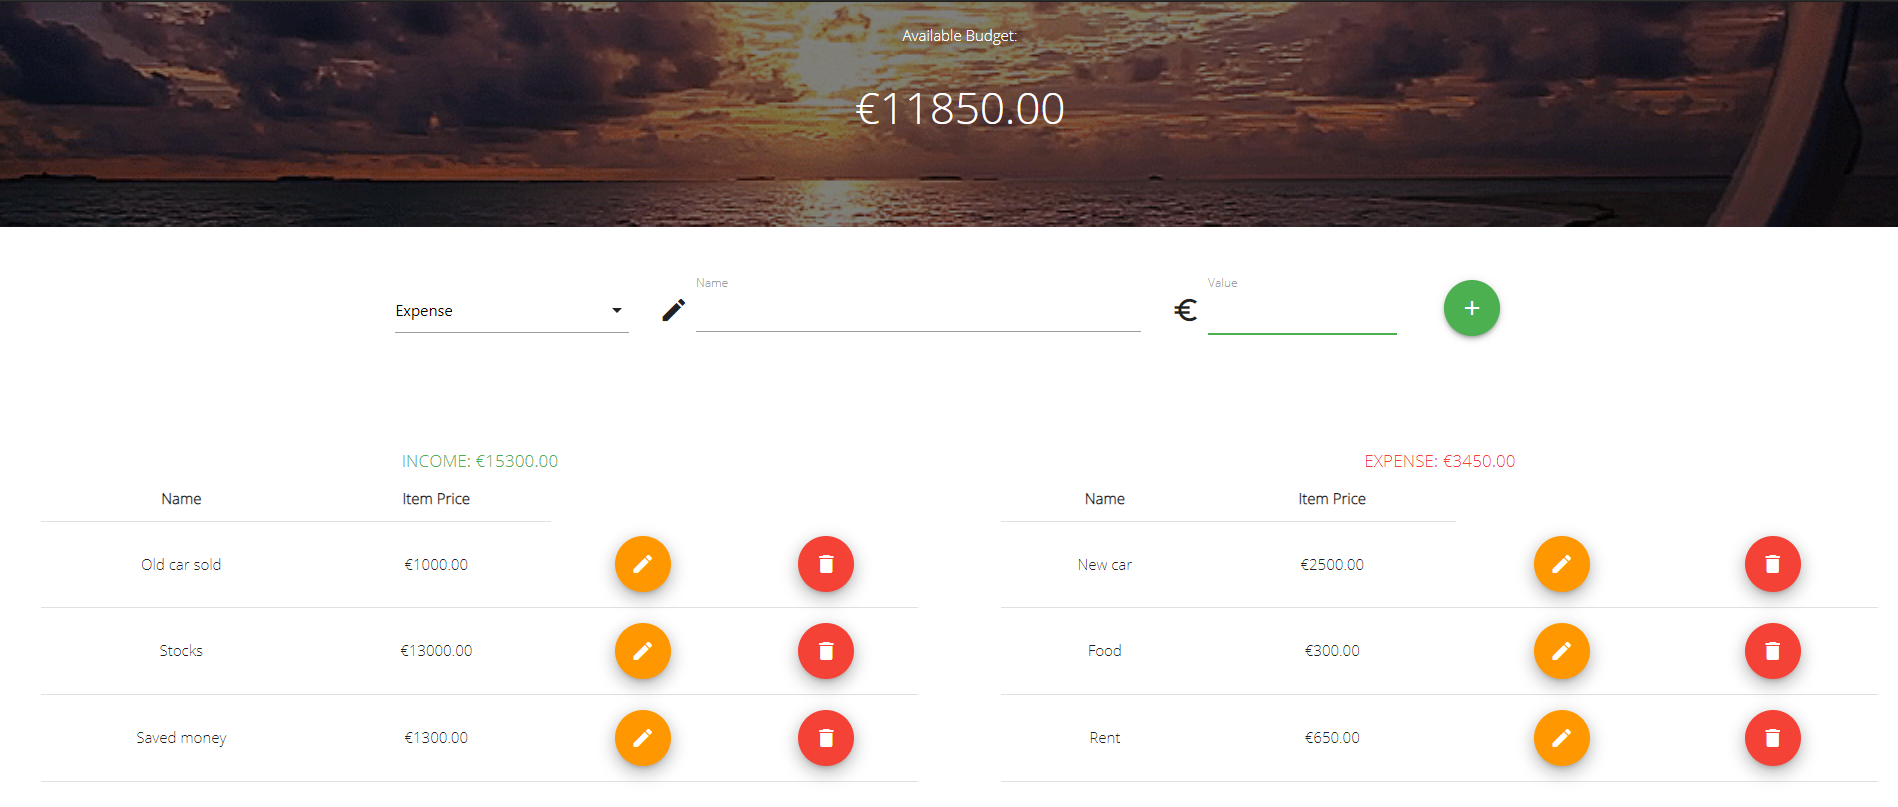 Available Budget:
€11850.00
Name
Value
Expense
€
INCOME: €15300.00
Name Item Price
Old car sold €1000.00
Stocks €13000.00
Saved money €1300.00
EXPENSE: €3450.00
Name Item Price
New car €2500.00
Food €300.00
Rent €650.00